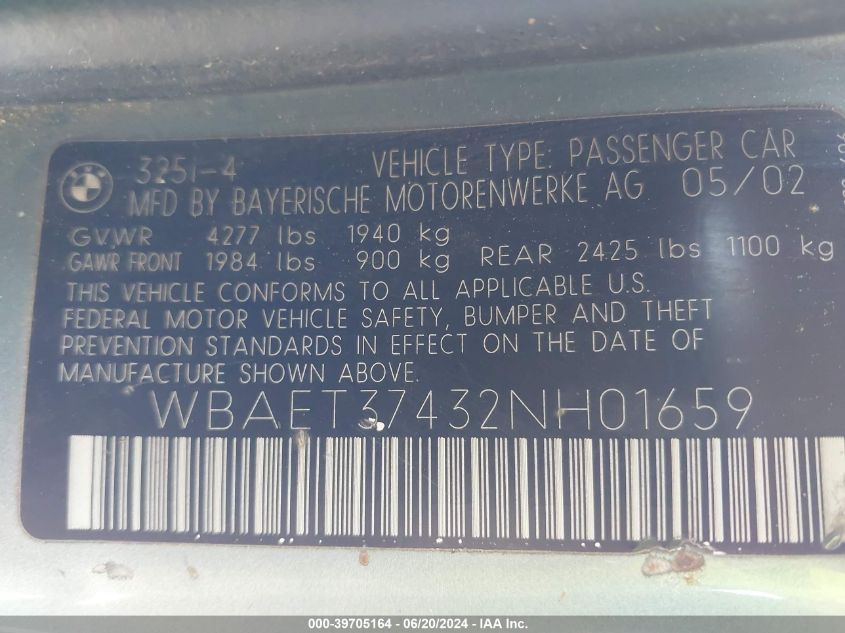 325i-4 VEHICLE TYPE: PASSENGER CAR
MFD BY BAYERISCHE MOTORENWERKE AG 05/02
GVWR 4277 lbs 1940 kg
GAWR FRONT 1984 lbs 900 kg REAR 2425 lbs 1100 kg
THIS VEHICLE CONFORMS TO ALL APPLICABLE U.S.
FEDERAL MOTOR VEHICLE SAFETY, BUMPER AND THEFT
PREVENTION STANDARDS IN EFFECT ON THE DATE OF
MANUFACTURE SHOWN ABOVE.
WBAET37432NH01659
000-39705164 - 06/20/2024 - IAA Inc.